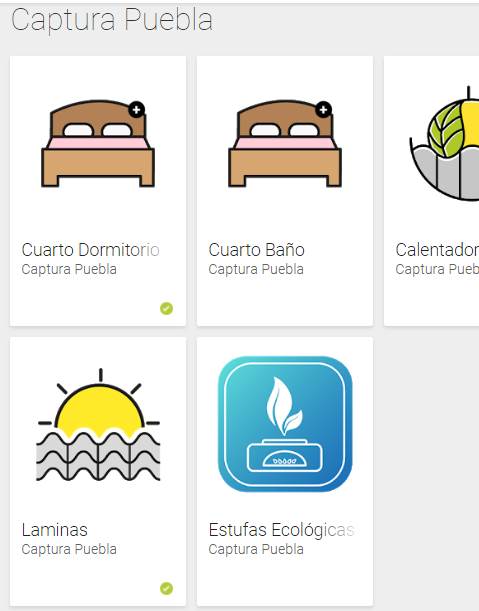 Captura Puebla
Cuarto Dormitorio
Captura Puebla
Cuarto Baño
Captura Puebla
Calentador
Captura Pueb
Laminas
Captura Puebla
Estufas Ecológicas
Captura Puebla